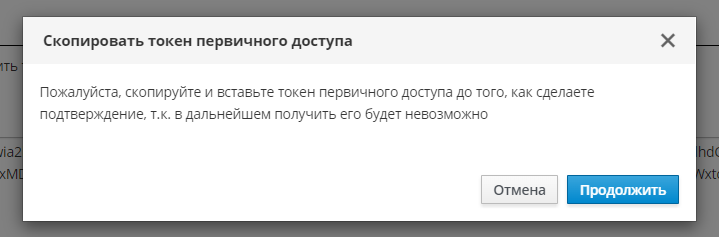 Скопировать токен первичного доступа
Пожалуйста, скопируйте и вставьте токен первичного доступа до того, как сделаете
подтверждение, т.к. в дальнейшем получить его будет невозможно
Отмена
Продолжить